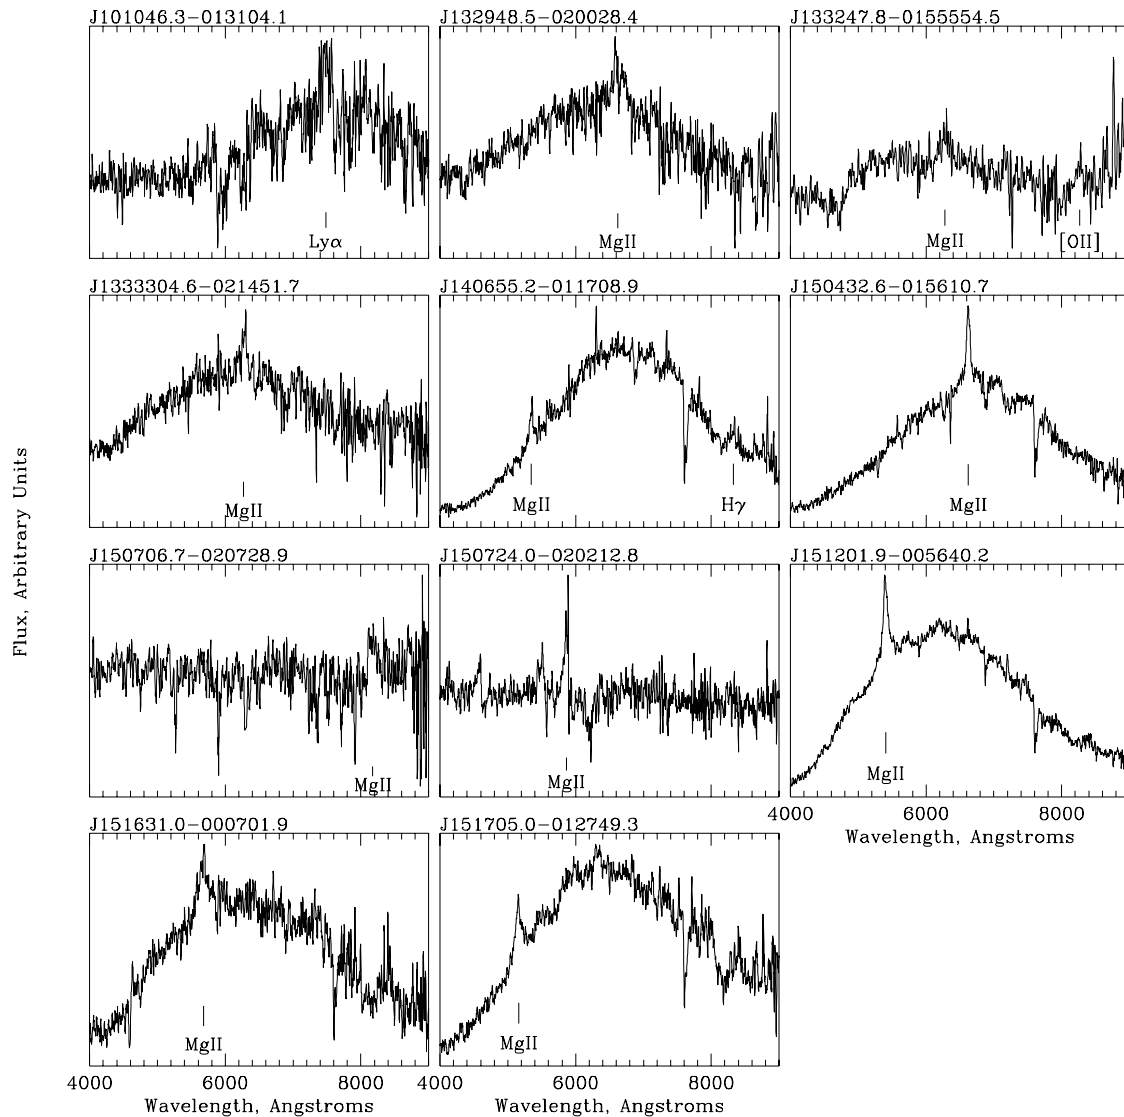 J101046.3−013104.1
J132948.5−020028.4
J133247.8−0155554.5
Lyα
MgII
MgII
[OII]
J1333304.6−021451.7
J140655.2−011708.9
J150432.6−015610.7
MgII
MgII
Hγ
MgII
Flux, Arbitrary Units
J150706.7−020728.9
J150724.0−020212.8
J151201.9−005640.2
MgII
MgII
MgII
4000 6000 8000
Wavelength, Angstroms
J151631.0−000701.9
J151705.0−012749.3
MgII
MgII
4000 6000 8000 4000 6000 8000
Wavelength, Angstroms
Wavelength, Angstroms